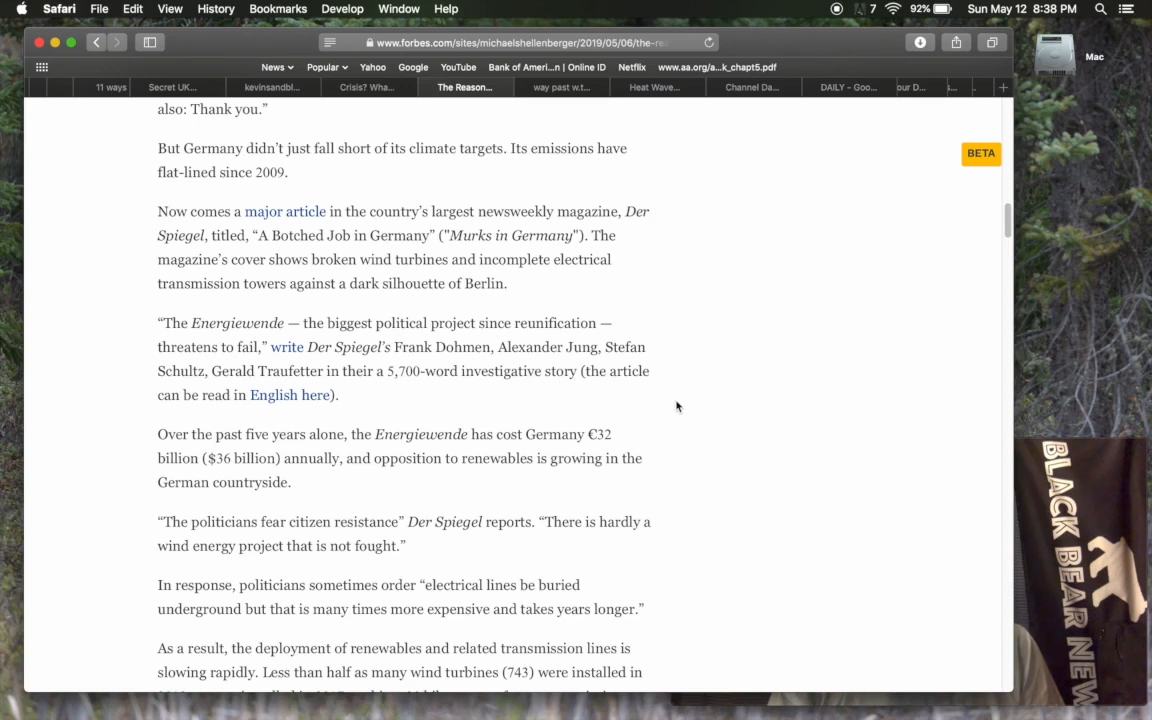 Safari File Edit View History Bookmarks Develop Window Help 7 92% Sun May 12 8:38 PM
www.forbes.com/sites/michaelshellenberger/2019/05/06/the-rea
Mac
News Popular Yahoo Google YouTube Bank of Ameri...n | Online ID Netflix www.aa.org/a...k_chapt5.pdf
11 ways Secret UK... kevinsandbl... Crisis? Wha... The Reason... way past w.t... Heat Wave... Channel Da... DAILY – Goo... our D...
also: Thank you.”
But Germany didn’t just fall short of its climate targets. Its emissions have
BETA
flat-lined since 2009.
Now comes a major article in the country’s largest newsweekly magazine, Der
Spiegel, titled, “A Botched Job in Germany” ("Murks in Germany"). The
magazine’s cover shows broken wind turbines and incomplete electrical
transmission towers against a dark silhouette of Berlin.
“The Energiewende — the biggest political project since reunification —
threatens to fail,” write Der Spiegel’s Frank Dohmen, Alexander Jung, Stefan
Schultz, Gerald Traufetter in their a 5,700-word investigative story (the article
can be read in English here).
Over the past five years alone, the Energiewende has cost Germany €32
billion ($36 billion) annually, and opposition to renewables is growing in the
German countryside.
“The politicians fear citizen resistance” Der Spiegel reports. “There is hardly a
wind energy project that is not fought.”
In response, politicians sometimes order “electrical lines be buried
underground but that is many times more expensive and takes years longer.”
As a result, the deployment of renewables and related transmission lines is
slowing rapidly. Less than half as many wind turbines (743) were installed in
BLACK BEAR NEW